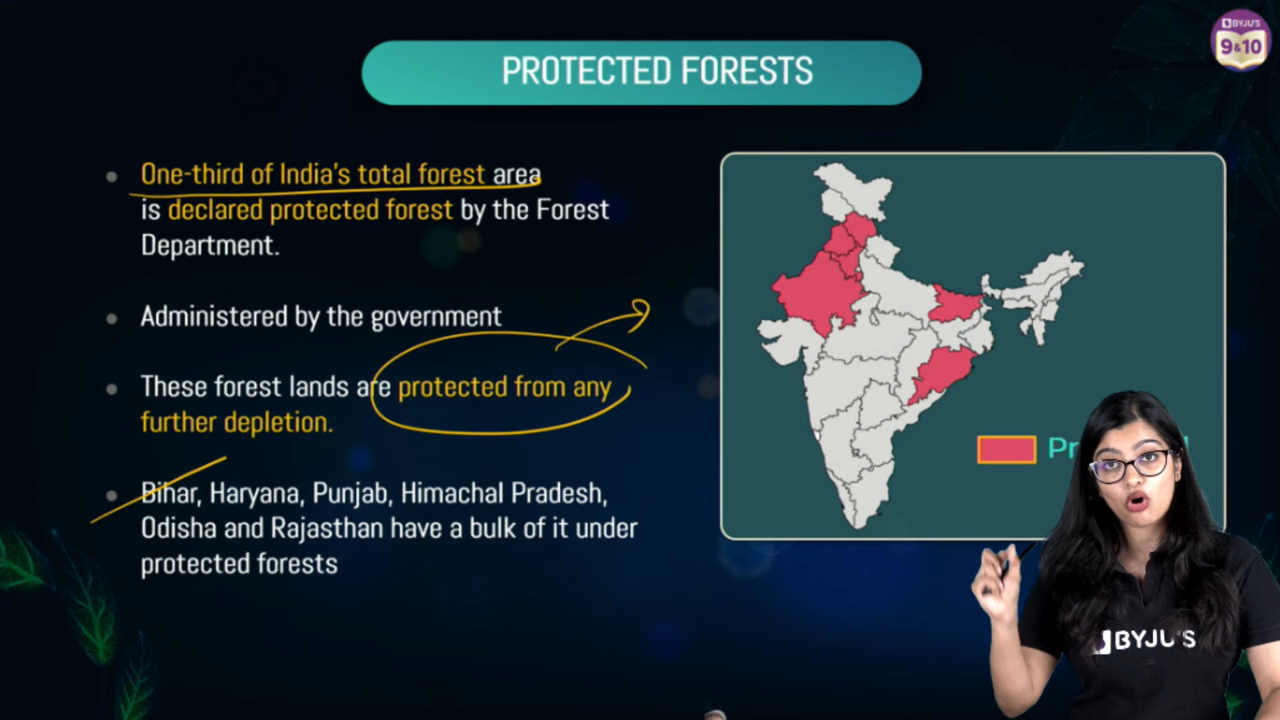 BYJU'S
9&10
PROTECTED FORESTS
One-third of India's total forest area
is declared protected forest by the Forest
Department.
Administered by the government
These forest lands are protected from any
further depletion.
Bihar, Haryana, Punjab, Himachal Pradesh,
Odisha and Rajasthan have a bulk of it under
protected forests
BYJU'S